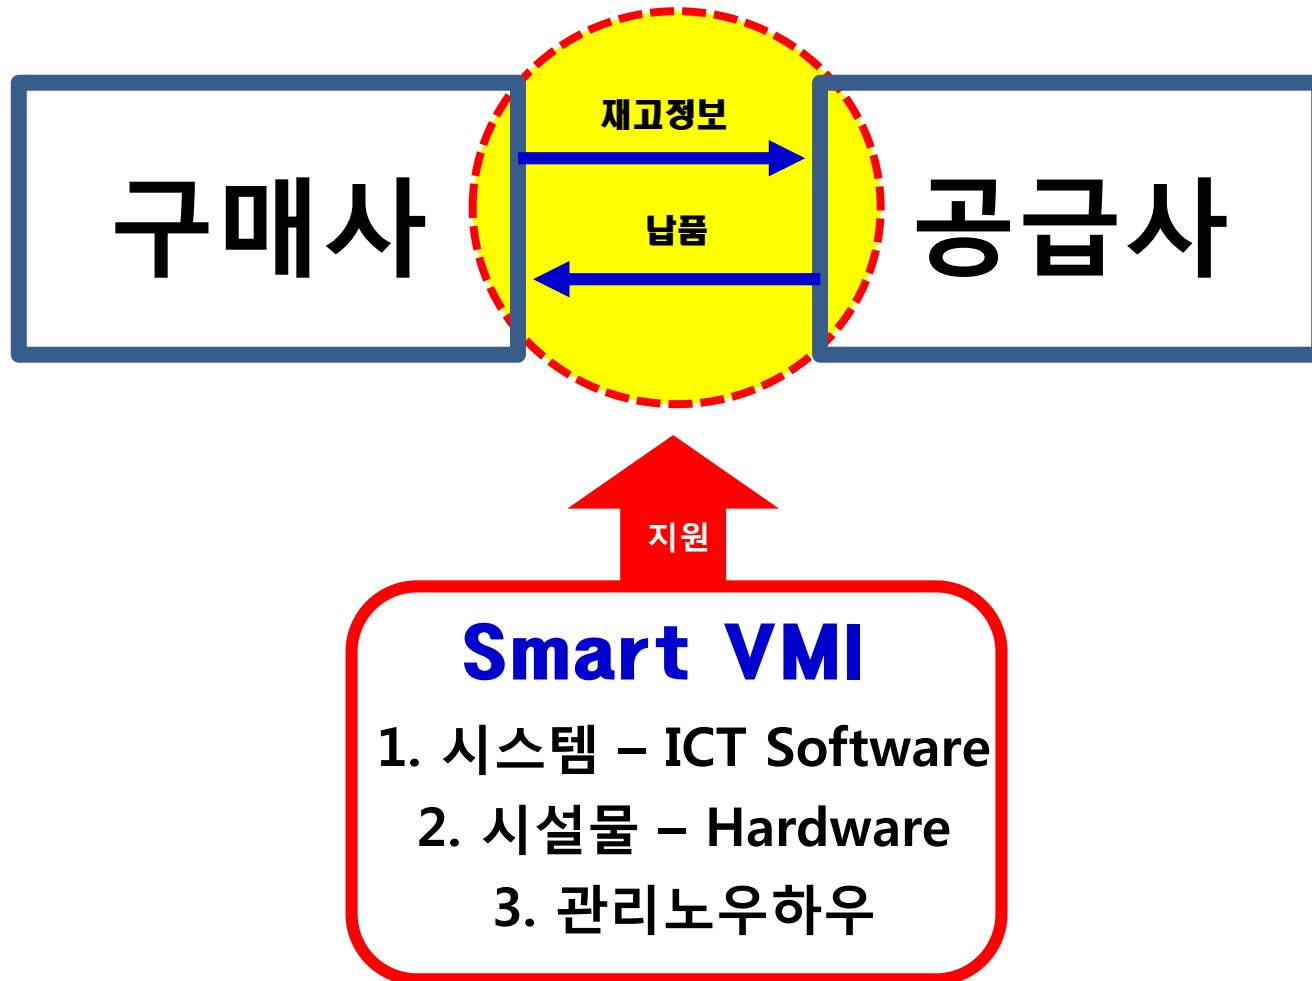 재고정보
구매사
공급사
납품
지원
Smart VMI
1. 시스템 – ICT Software
2. 시설물 – Hardware
3. 관리노우하우